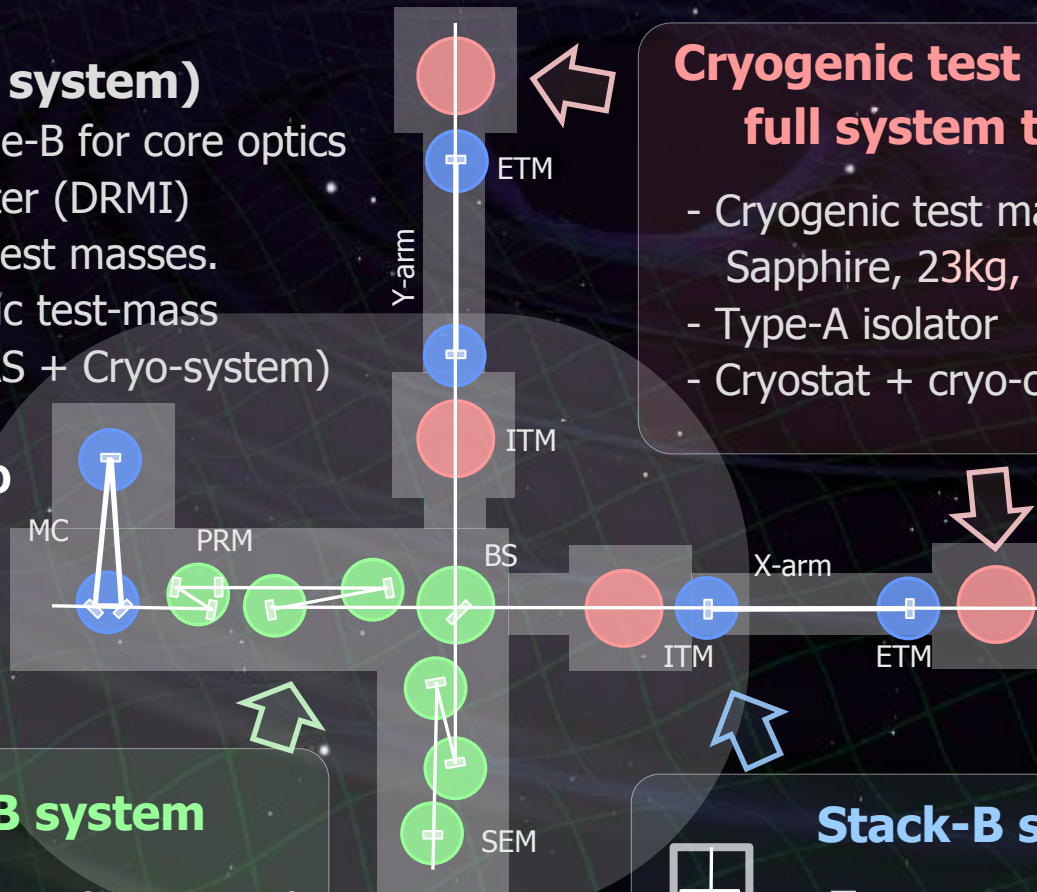 system)
e-B for core optics
ter (DRMI)
est masses.
ic test-mass
AS + Cryo-system)
Cryogenic test
full system t
- Cryogenic test ma
Sapphire, 23kg,
- Type-A isolator
- Cryostat + cryo-c
ETM
Y-arm
ITM
MC
PRM
BS
X-arm
ITM
ETM
SEM
B system
Stack-B s